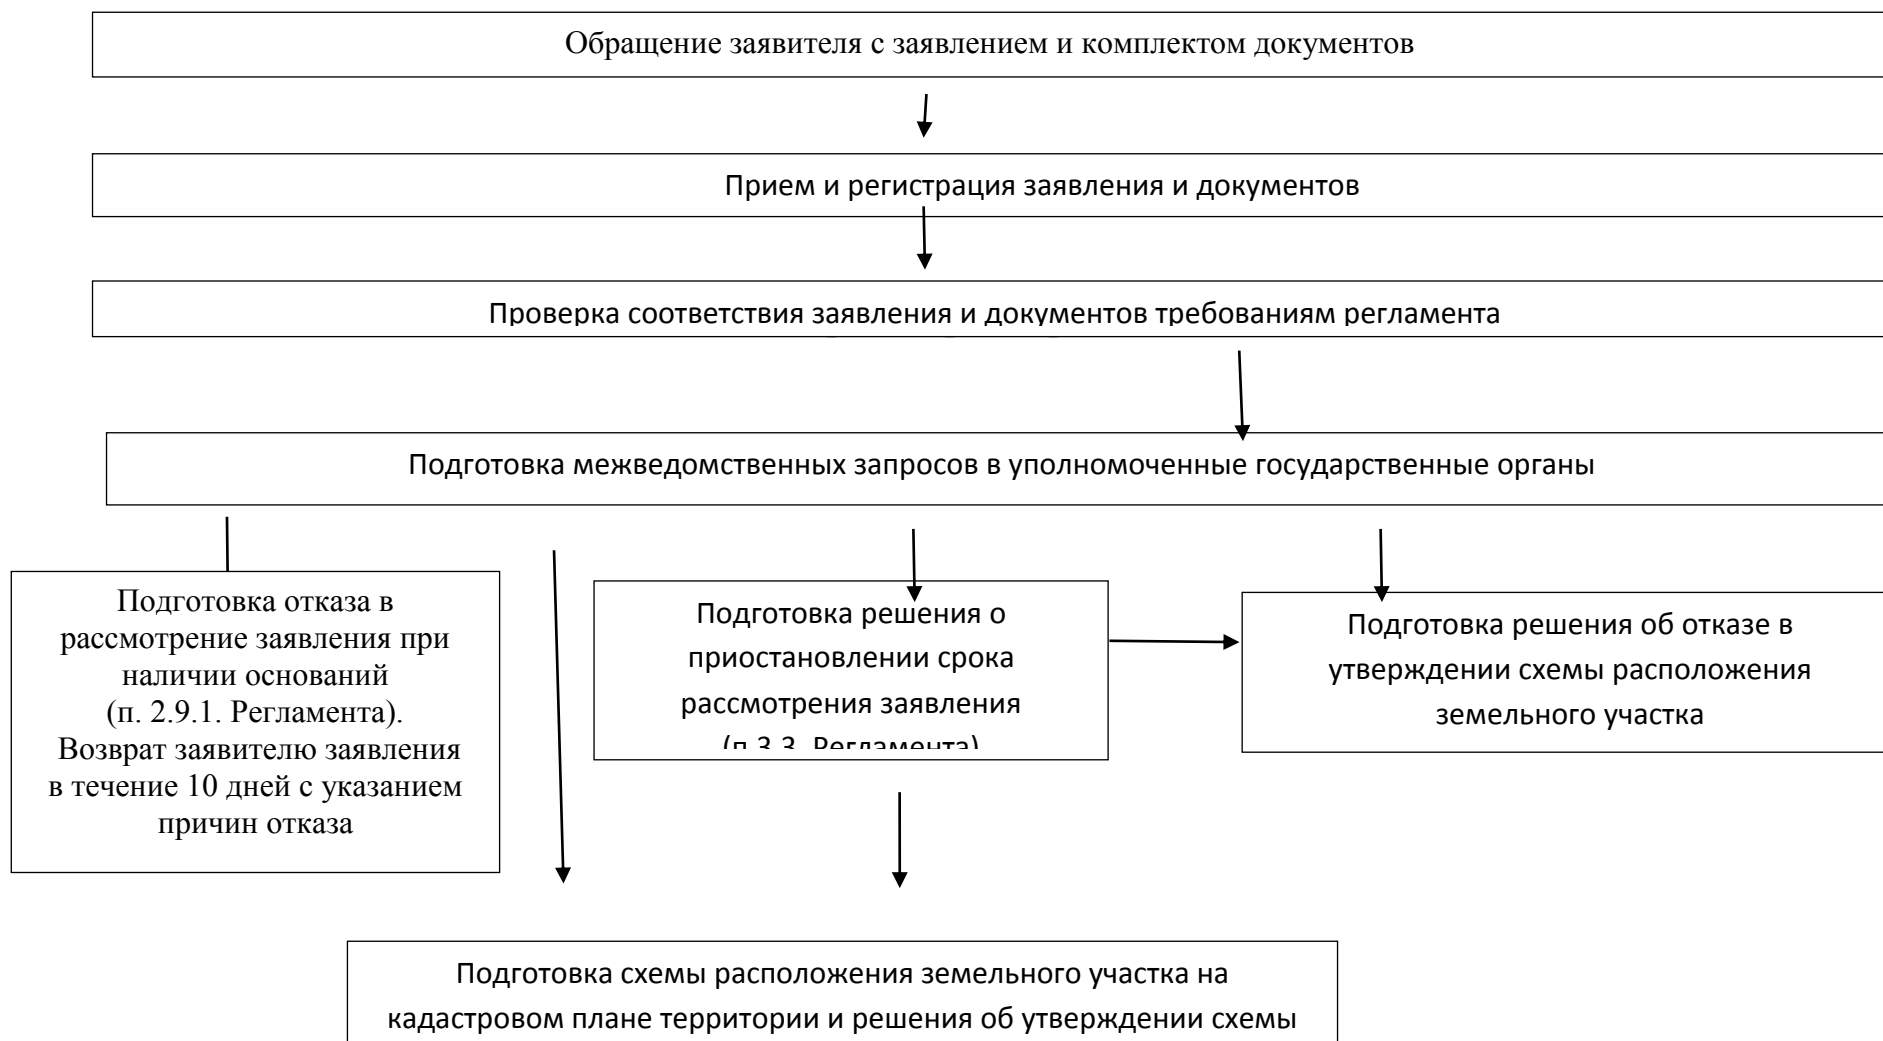 Обращение заявителя с заявлением и комплектом документов
Прием и регистрация заявления и документов
Проверка соответствия заявления и документов требованиям регламента
Подготовка межведомственных запросов в уполномоченные государственные органы
Подготовка отказа в
рассмотрение заявления при
наличии оснований
(п. 2.9.1. Регламента).
Возврат заявителю заявления
в течение 10 дней с указанием
причин отказа
Подготовка решения о
приостановлении срока
рассмотрения заявления
(п.3.3. Регламента)
Подготовка решения об отказе в
утверждении схемы расположения
земельного участка
Подготовка схемы расположения земельного участка на
кадастровом плане территории и решения об утверждении схемы